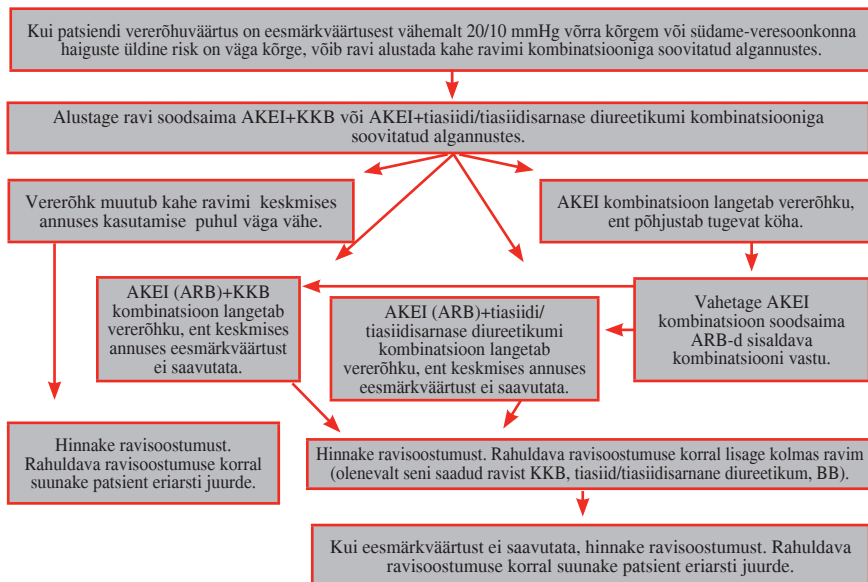 Kui patsiendi vererõhuväärtus on eesmärkväärtusest vähemalt 20/10 mmHg võrra kõrgem või südame-veresoonkonna
haiguste üldine risk on väga kõrge, võib ravi alustada kahe ravimi kombinatsiooniga soovitatud algannustes.
Alustage ravi soodsaima AKEI+KKB või AKEI+tiasiidi/tiasiidisarnase diureetikumi kombinatsiooniga
soovitatud algannustes.
Vererõhk muutub kahe ravimi keskmises
annuses kasutamise puhul väga vähe.
AKEI kombinatsioon langetab vererõhku,
ent põhjustab tugevat köha.
AKEI (ARB)+KKB
kombinatsioon langetab
vererõhku, ent keskmises
annuses eesmärkväärtust
ei saavutata.
AKEI (ARB)+tiasiidi/
tiasiidisarnase diureetikumi
kombinatsioon langetab
vererõhku, ent keskmises annuses
eesmärkväärtust ei saavutata.
Vahetage AKEI
kombinatsioon soodsaima
ARB-d sisaldava
kombinatsiooni vastu.
Hinnake ravisoostumust.
Rahuldava ravisoostumuse korral
suunake patsient eriarsti juurde.
Hinnake ravisoostumust. Rahuldava ravisoostumuse korral lisage kolmas ravim
(olenevalt seni saadud ravist KKB, tiasiid/tiasiidisarnane diureetikum, BB).
Kui eesmärkväärtust ei saavutata, hinnake ravisoostumust. Rahuldava
ravisoostumuse korral suunake patsient eriarsti juurde.